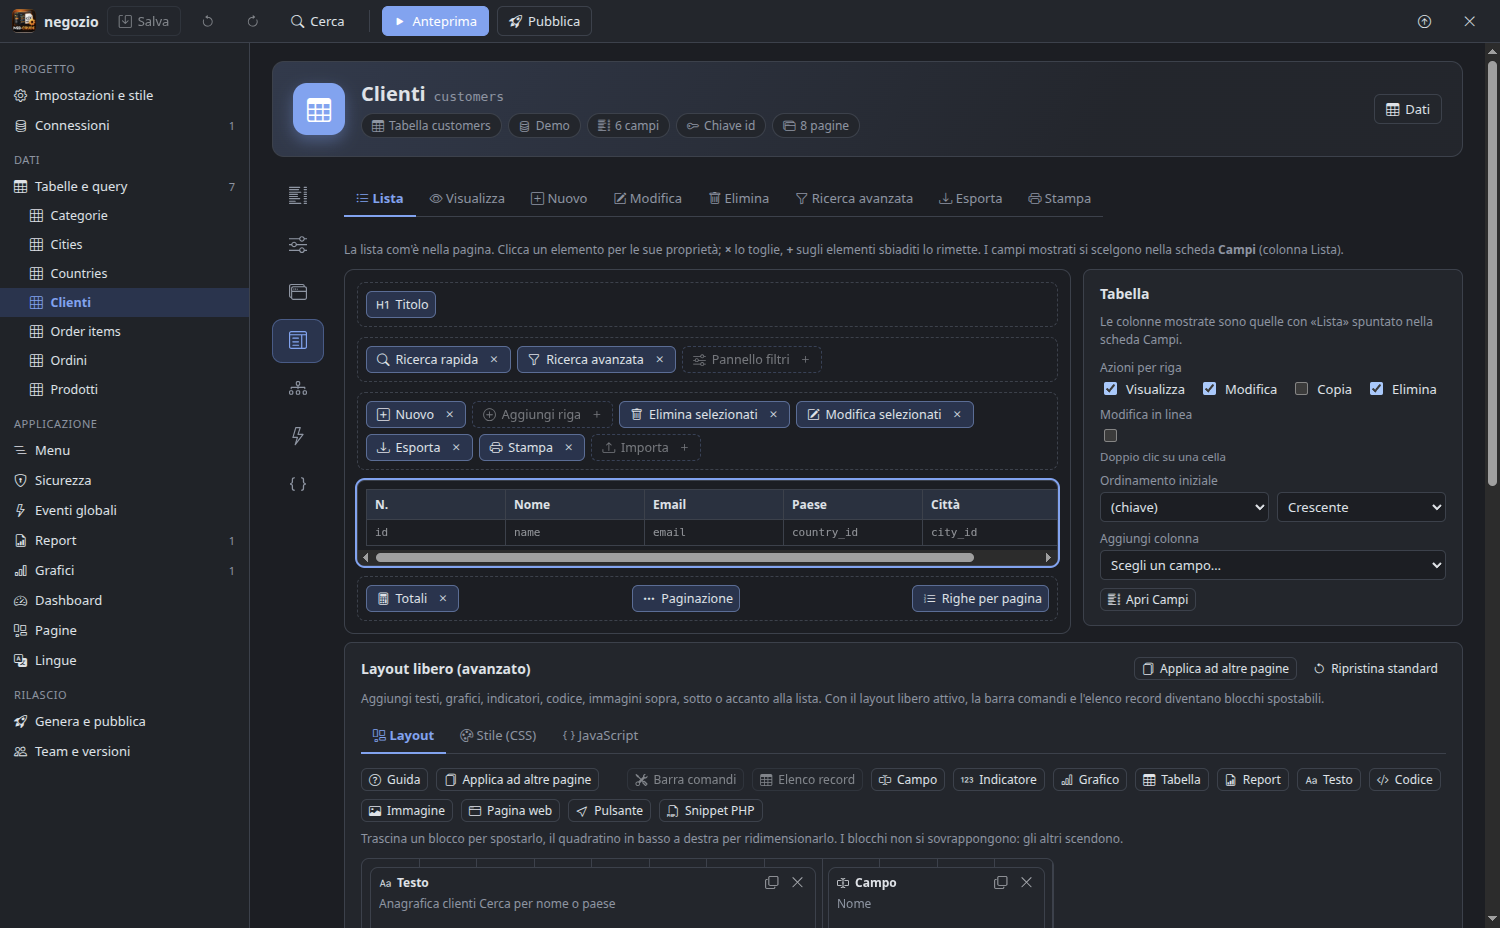 negozio
Salva
Cerca
Anteprima
Pubblica
PROGETTO
Impostazioni e stile
Connessioni 1
DATI
Tabelle e query 7
Categorie
Cities
Countries
Clienti
Order items
Ordini
Prodotti
APPLICAZIONE
Menu
Sicurezza
Eventi globali
Report 1
Grafici 1
Dashboard
Pagine
Lingue
RILASCIO
Genera e pubblica
Team e versioni
Clienti customers
Tabella customers Demo 6 campi Chiave id 8 pagine
Dati
Lista Visualizza Nuovo Modifica Elimina Ricerca avanzata Esporta Stampa
La lista com'è nella pagina. Clicca un elemento per le sue proprietà; × lo toglie, + sugli elementi sbiaditi lo rimette. I campi mostrati si scelgono nella scheda Campi (colonna Lista).
H1 Titolo
Ricerca rapida × Ricerca avanzata × Pannello filtri +
Nuovo × Aggiungi riga + Elimina selezionati × Modifica selezionati ×
Esporta × Stampa × Importa +
N. Nome Email Paese Città
id name email country_id city_id
Totali × Paginazione Righe per pagina
Tabella
Le colonne mostrate sono quelle con «Lista» spuntato nella
scheda Campi.
Azioni per riga
Visualizza Modifica Copia Elimina
Modifica in linea
Doppio clic su una cella
Ordinamento iniziale
(chiave) Crescente
Aggiungi colonna
Scegli un campo...
Apri Campi
Layout libero (avanzato)
Applica ad altre pagine Ripristina standard
Aggiungi testi, grafici, indicatori, codice, immagini sopra, sotto o accanto alla lista. Con il layout libero attivo, la barra comandi e l'elenco record diventano blocchi spostabili.
Layout Stile (CSS) {} JavaScript
Guida Applica ad altre pagine Barra comandi Elenco record Campo 123 Indicatore Grafico Tabella Report Aa Testo Codice
Immagine Pagina web Pulsante Snippet PHP
Trascina un blocco per spostarlo, il quadratino in basso a destra per ridimensionarlo. I blocchi non si sovrappongono: gli altri scendono.
Aa Testo
Anagrafica clienti Cerca per nome o paese
Campo
Nome